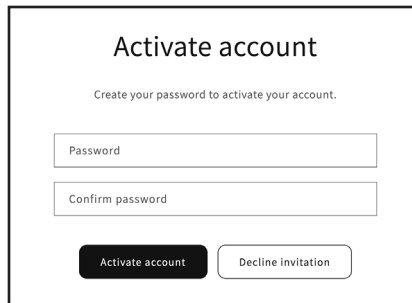 Activate account
Create your password to activate your account.
Password
Confirm password
Activate account
Decline invitation